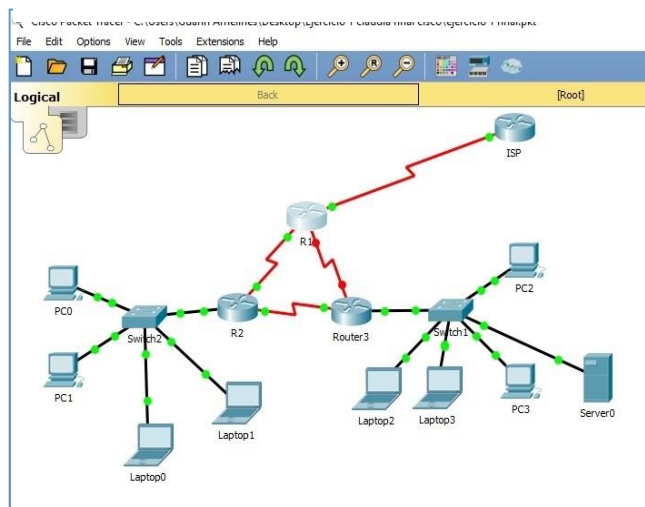 File Edit Options View Tools Extensions Help
Logical
Back
[Root]
ISP
R1
PC2
PC0
R2
Router3
Switch2
Switch1
PC1
Laptop1
Laptop2
Laptop3
PC3
Server0
Laptop0